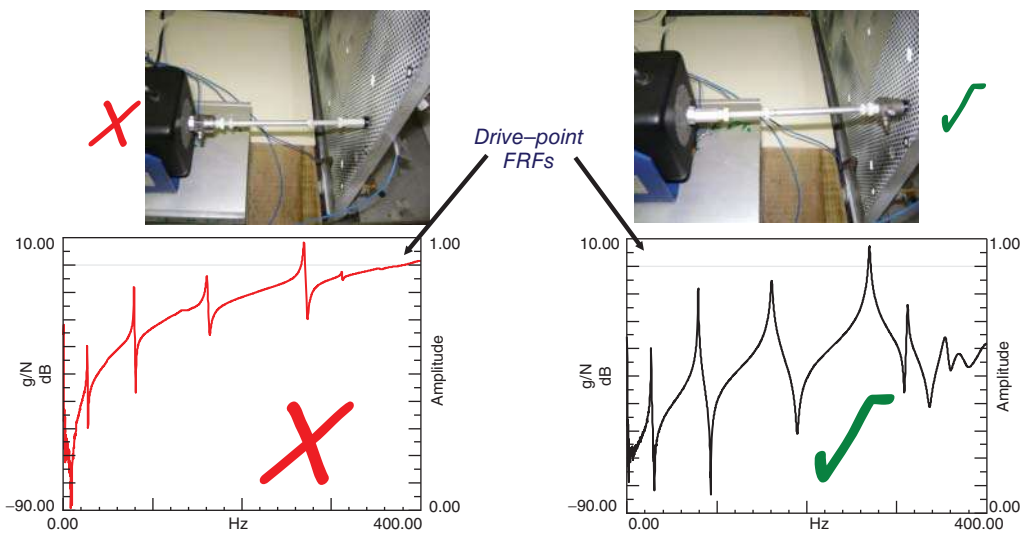 Drive–point
FRFs
10.00
g/N
dB
–90.00
0.00
Hz
400.00
1.00
Amplitude
0.00
10.00
g/N
dB
–90.00
0.00
Hz
400.00
1.00
Amplitude
0.00